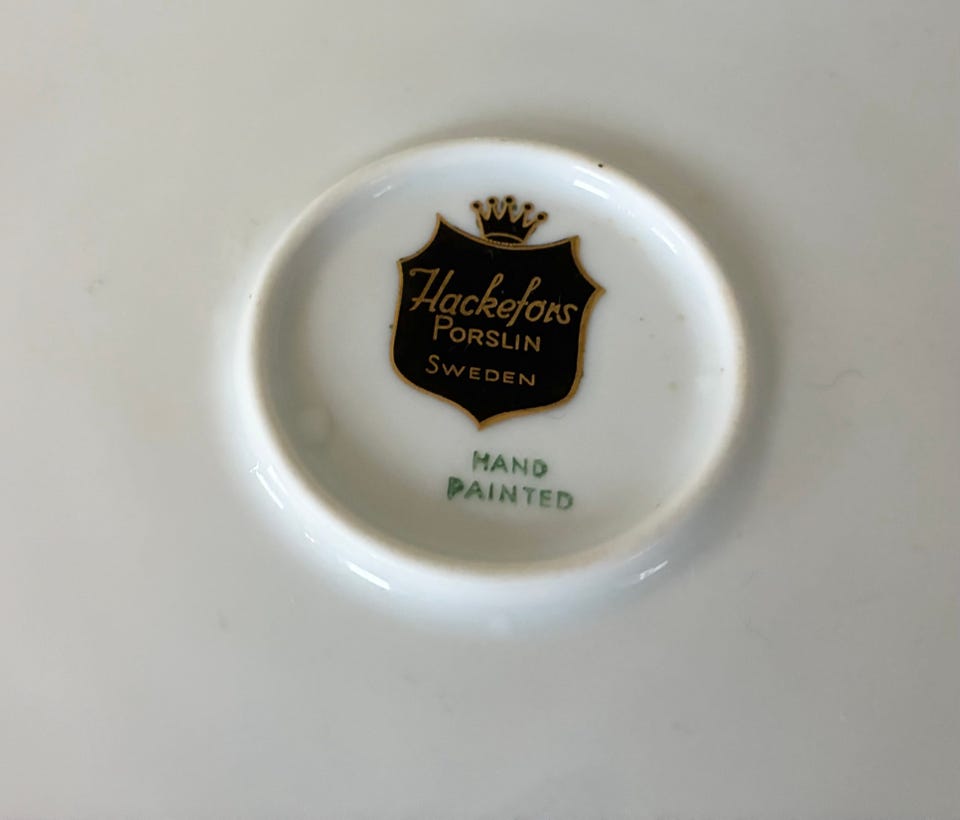 Hackefors
PORSLIN
SWEDEN
HAND
PAINTED